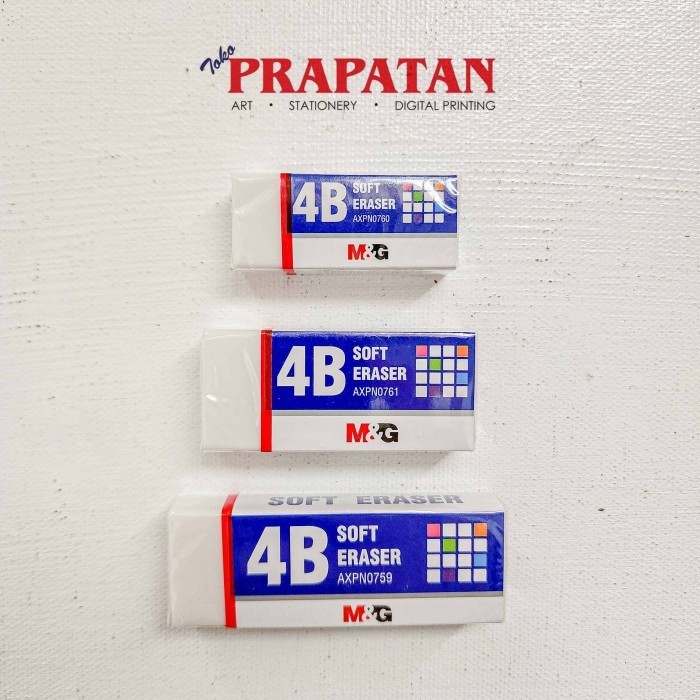 Toko
PRAPATAN
ART • STATIONERY • DIGITAL PRINTING
4B SOFT
ERASER
AXPN0760
M&G
4B SOFT
ERASER
AXPN0761
M&G
SOFT ERASER
4B SOFT
ERASER
AXPN0759
M&G